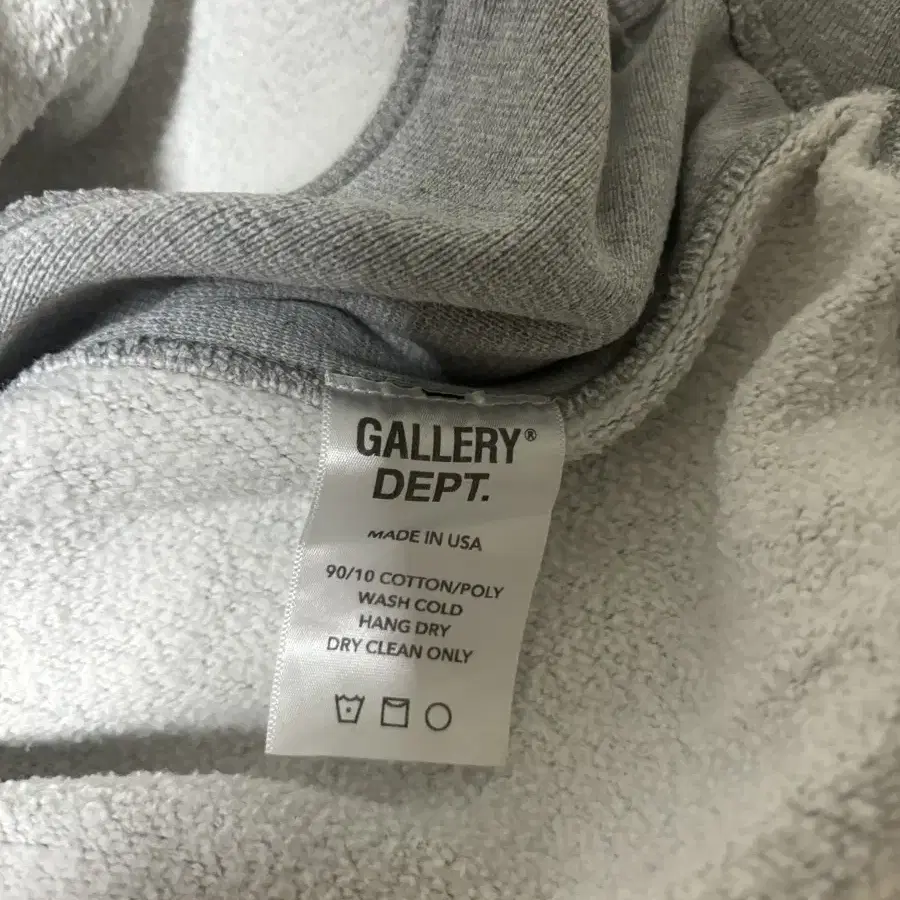 GALLERY®
DEPT.
MADE IN USA
90/10 COTTON/POLY
WASH COLD
HANG DRY
DRY CLEAN ONLY